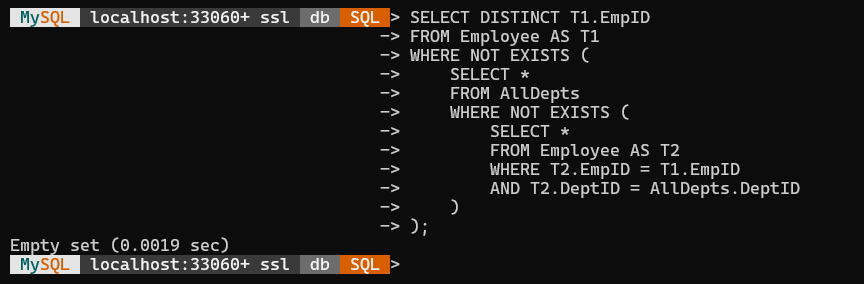 MySQL localhost:33060+ ssl db SQL > SELECT DISTINCT T1.EmpID
-> FROM Employee AS T1
-> WHERE NOT EXISTS (
->     SELECT *
->     FROM AllDepts
->     WHERE NOT EXISTS (
->         SELECT *
->         FROM Employee AS T2
->         WHERE T2.EmpID = T1.EmpID
->         AND T2.DeptID = AllDepts.DeptID
->     )
-> );
Empty set (0.0019 sec)
MySQL localhost:33060+ ssl db SQL >